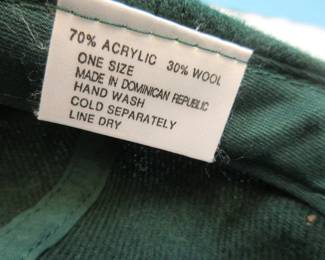 70% ACRYLIC 30% WOOL
ONE SIZE
MADE IN DOMINICAN REPUBLIC
HAND WASH
COLD SEPARATELY
LINE DRY